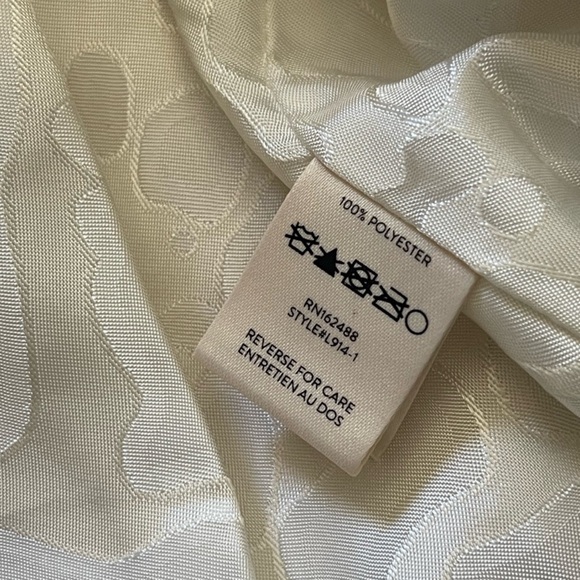 100% POLYESTER
RN162488
STYLE#L914-1
REVERSE FOR CARE
ENTRETIEN AU DOS